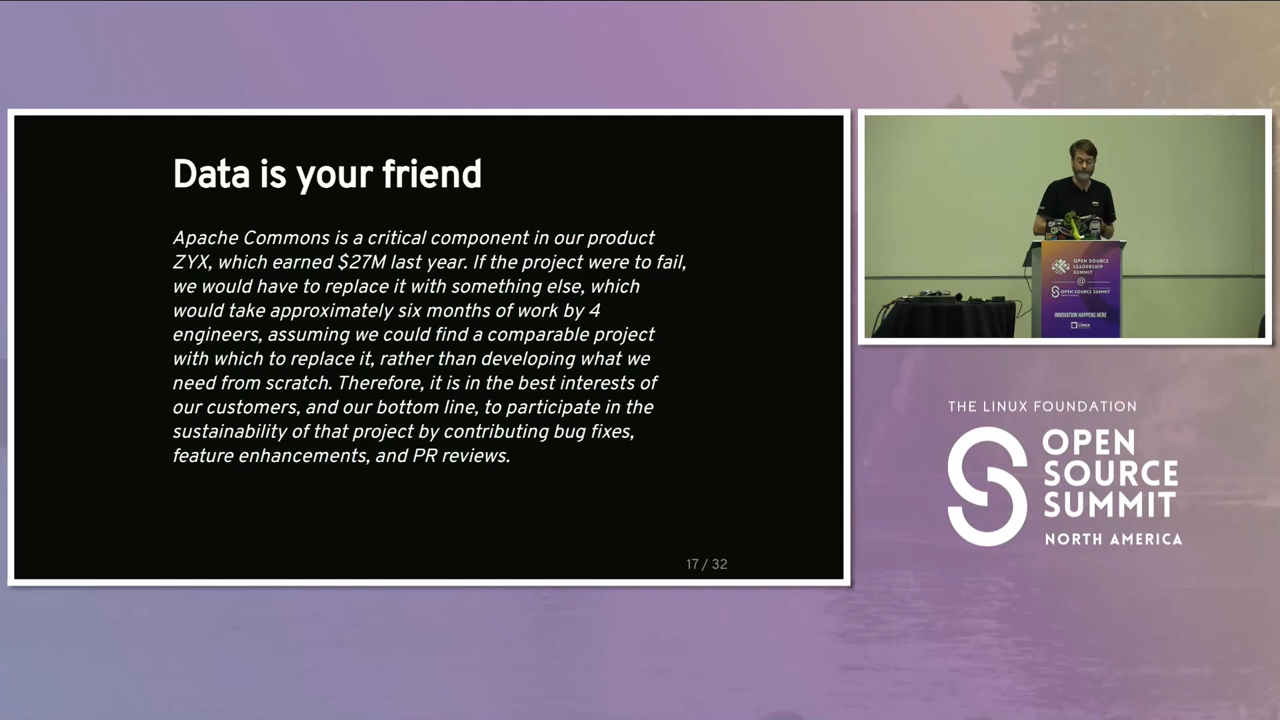 Data is your friend
Apache Commons is a critical component in our product
ZYX, which earned $27M last year. If the project were to fail,
we would have to replace it with something else, which
would take approximately six months of work by 4
engineers, assuming we could find a comparable project
with which to replace it, rather than developing what we
need from scratch. Therefore, it is in the best interests of
our customers, and our bottom line, to participate in the
sustainability of that project by contributing bug fixes,
feature enhancements, and PR reviews.
17 / 32
OPEN SOURCE
LEADERSHIP
SUMMIT
@
OPEN SOURCE SUMMIT
INNOVATION HAPPENS HERE
LINUX
THE LINUX FOUNDATION
OPEN
SOURCE
SUMMIT
NORTH AMERICA